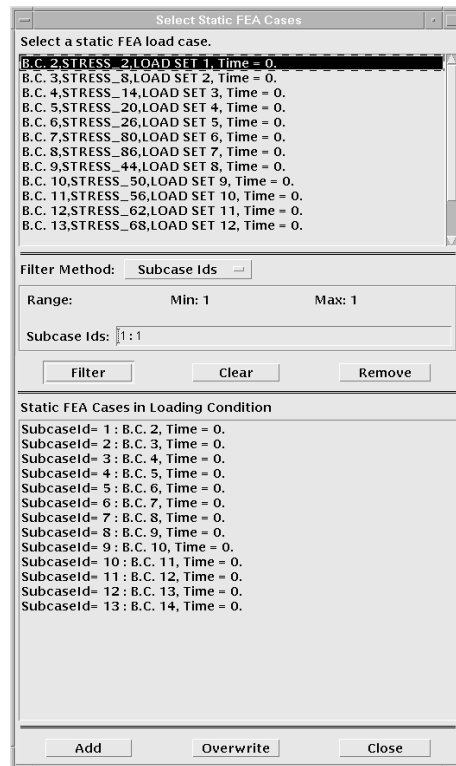 Select Static FEA Cases
Select a static FEA load case.
B.C. 2,STRESS_2,LOAD SET 1, Time = 0.
B.C. 3,STRESS_8,LOAD SET 2, Time = 0.
B.C. 4,STRESS_14,LOAD SET 3, Time = 0.
B.C. 5,STRESS_20,LOAD SET 4, Time = 0.
B.C. 6,STRESS_26,LOAD SET 5, Time = 0.
B.C. 7,STRESS_80,LOAD SET 6, Time = 0.
B.C. 8,STRESS_86,LOAD SET 7, Time = 0.
B.C. 9,STRESS_44,LOAD SET 8, Time = 0.
B.C. 10,STRESS_50,LOAD SET 9, Time = 0.
B.C. 11,STRESS_56,LOAD SET 10, Time = 0.
B.C. 12,STRESS_62,LOAD SET 11, Time = 0.
B.C. 13,STRESS_68,LOAD SET 12, Time = 0.
Filter Method: Subcase Ids
Range: Min: 1 Max: 1
Subcase Ids: 1:1
Filter Clear Remove
Static FEA Cases in Loading Condition
SubcaseId= 1 : B.C. 2, Time = 0.
SubcaseId= 2 : B.C. 3, Time = 0.
SubcaseId= 3 : B.C. 4, Time = 0.
SubcaseId= 4 : B.C. 5, Time = 0.
SubcaseId= 5 : B.C. 6, Time = 0.
SubcaseId= 6 : B.C. 7, Time = 0.
SubcaseId= 7 : B.C. 8, Time = 0.
SubcaseId= 8 : B.C. 9, Time = 0.
SubcaseId= 9 : B.C. 10, Time = 0.
SubcaseId= 10 : B.C. 11, Time = 0.
SubcaseId= 11 : B.C. 12, Time = 0.
SubcaseId= 12 : B.C. 13, Time = 0.
SubcaseId= 13 : B.C. 14, Time = 0.
Add Overwrite Close